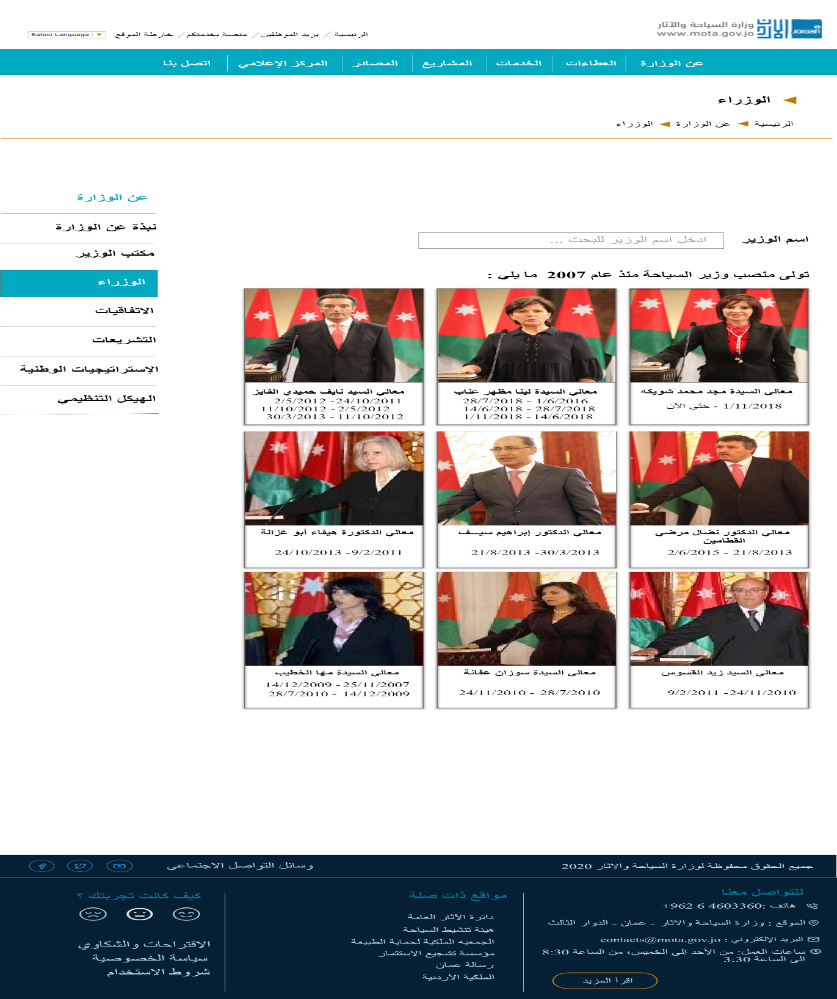 وزارة السياحة والآثار
www.mota.gov.jo
JORDAN
الأردن
الرئيسية / بريد الموظفين / منصة بخدمتكم / خارطة الموقع
Select Language
عن الوزارة
العطاءات
الخدمات
المشاريع
المصادر
المركز الإعلامي
اتصل بنا
الوزراء
الرئيسية ◄ عن الوزارة ◄ الوزراء
عن الوزارة
نبذة عن الوزارة
مكتب الوزير
الوزراء
الاتفاقيات
التشريعات
الإستراتيجيات الوطنية
الهيكل التنظيمي
اسم الوزير
ادخل اسم الوزير للبحث ...
تولى منصب وزير السياحة منذ عام 2007 ما يلي :
معالي السيدة مجد محمد شويكه
1/11/2018 - حتى الآن
معالي السيدة لينا مظهر عناب
28/7/2018 - 1/6/2016
14/6/2018 - 28/7/2018
1/11/2018 -14/6/2018
معالي السيد نايف حميدي الفايز
2/5/2012 -24/10/2011
11/10/2012 -2/5/2012
30/3/2013 -11/10/2012
معالي الدكتور نضال مرضي
القطامين
2/6/2015 - 21/8/2013
معالي الدكتور إبراهيم سيـــف
21/8/2013 -30/3/2013
معالي الدكتورة هيفاء أبو غزالة
24/10/2013 -9/2/2011
معالي السيد زيد القسوس
9/2/2011 -24/11/2010
معالي السيدة سوزان عفانة
24/11/2010 - 28/7/2010
معالي السيدة مها الخطيب
14/12/2009 -25/11/2007
28/7/2010 - 14/12/2009
جميع الحقوق محفوظة لوزارة السياحة والاثار 2020
وسائل التواصل الاجتماعي
للتواصل معنا
هاتف :4603360 6 962+
الموقع : وزارة السياحة والاثار - عمان - الدوار الثالث
البريد الإلكتروني : contacts@mota.gov.jo
ساعات العمل: من الأحد إلى الخميس، من الساعة 8:30
الى الساعة 3:30
اقرأ المزيد
مواقع ذات صلة
دائرة الآثار العامة
هيئة تنشيط السياحة
الجمعيه الملكية لحماية الطبيعة
مؤسسة تشجيع الاستثمار
رسالة عمان
الملكية الأردنية
كيف كانت تجربتك ؟
الاقتراحات والشكاوي
سياسة الخصوصية
شروط الاستخدام